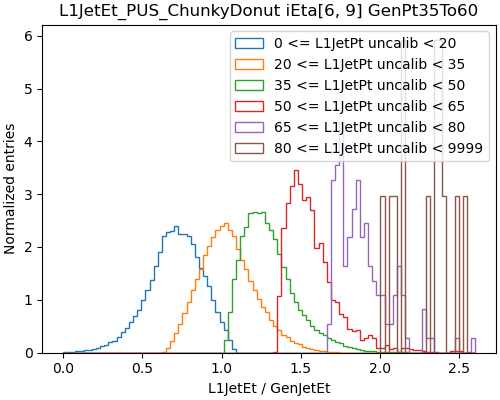 L1JetEt_PUS_ChunkyDonut iEta[6, 9] GenPt35To60
6
5
4
3
2
1
0
Normalized entries
0 <= L1JetPt uncalib < 20
20 <= L1JetPt uncalib < 35
35 <= L1JetPt uncalib < 50
50 <= L1JetPt uncalib < 65
65 <= L1JetPt uncalib < 80
80 <= L1JetPt uncalib < 9999
0.0 0.5 1.0 1.5 2.0 2.5
L1JetEt / GenJetEt